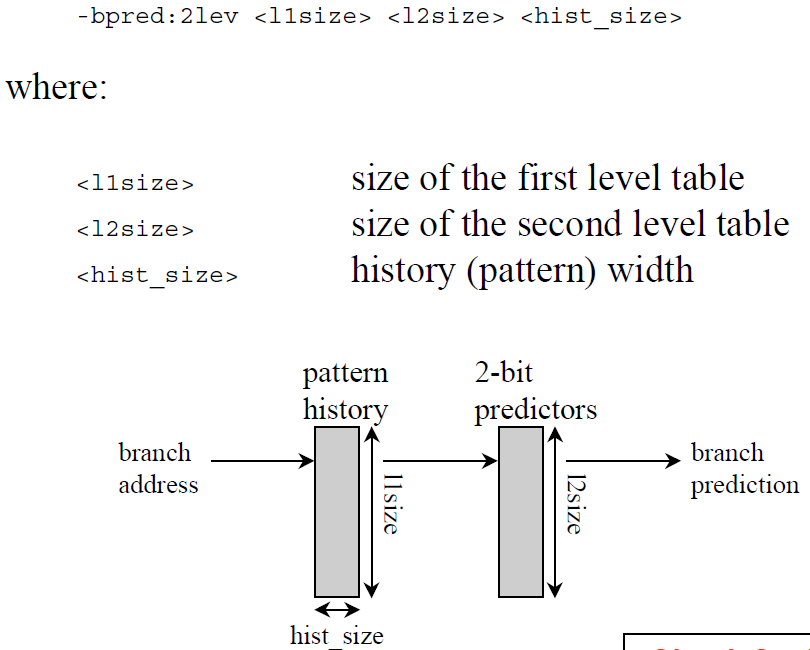 -bpred:2lev <l1size> <l2size> <hist_size>
where:
<l1size> size of the first level table
<l2size> size of the second level table
<hist_size> history (pattern) width
pattern
history
2-bit
predictors
branch
address
l1size
l2size
branch
prediction
hist_size